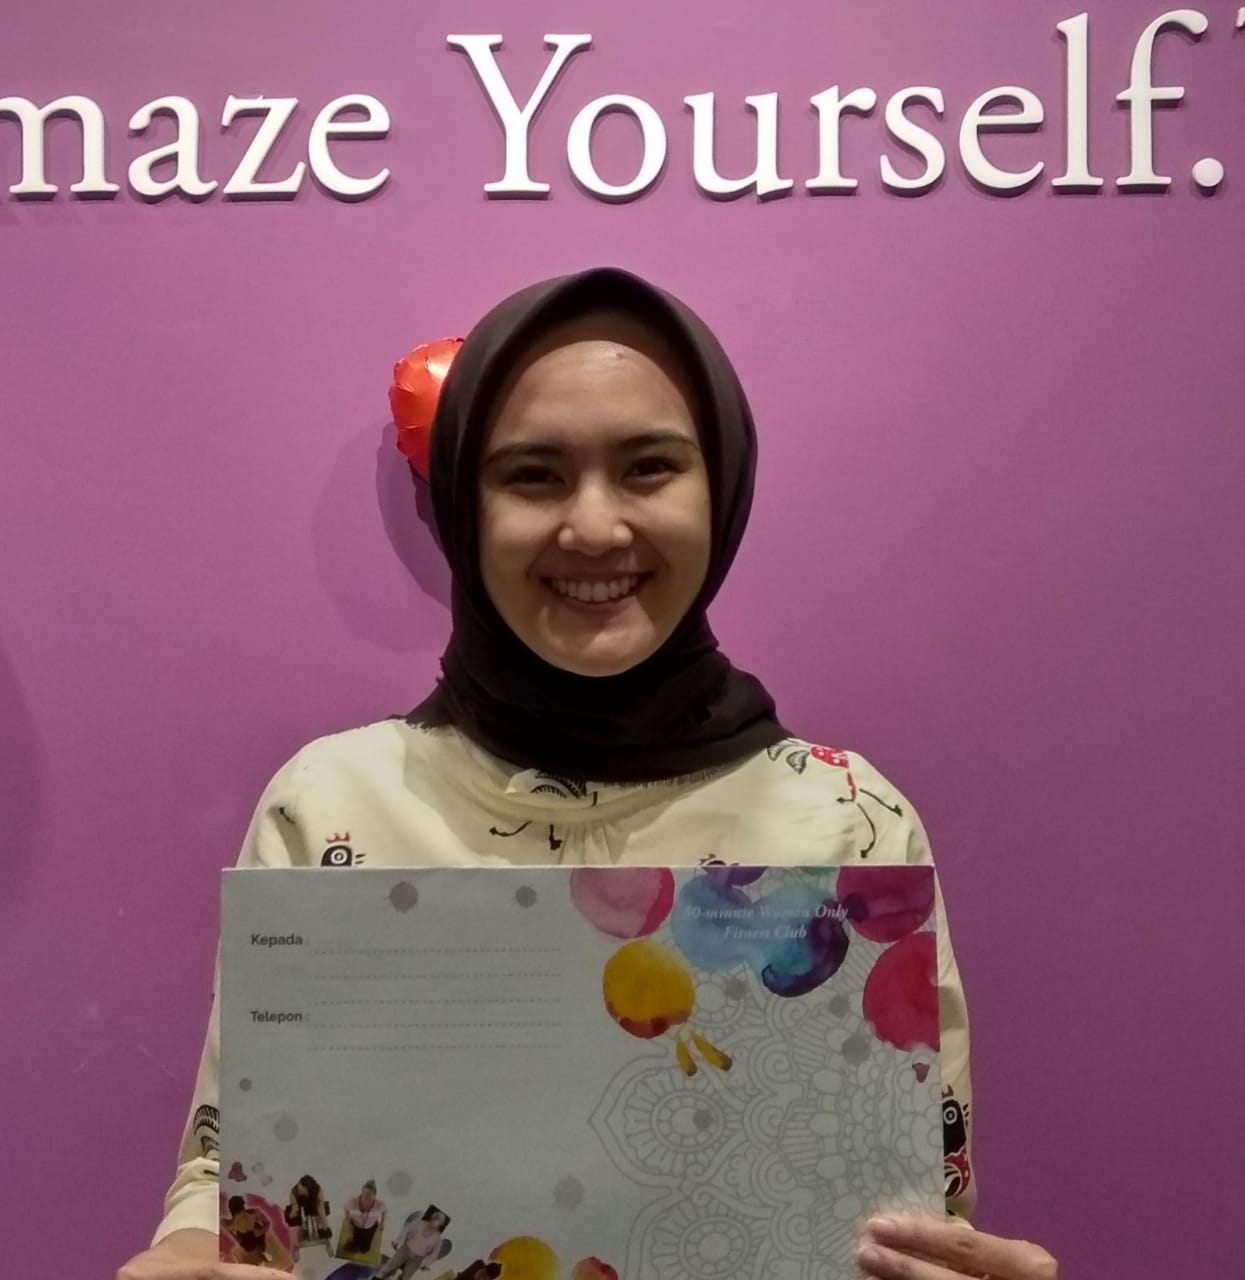 maze Yourself.
30-minute Women Only
Fitness Club
Kepada :
Telepon :